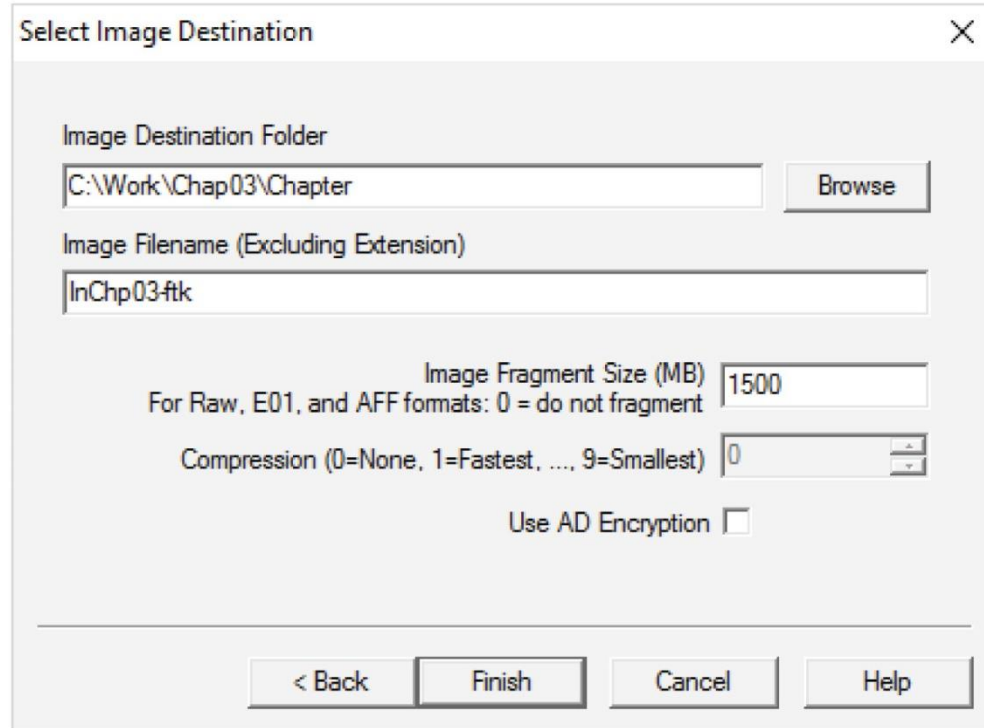 Select Image Destination
Image Destination Folder
C:\Work\Chap03\Chapter
Browse
Image Filename (Excluding Extension)
InChp03-ftk
Image Fragment Size (MB)
1500
For Raw, E01, and AFF formats: 0 = do not fragment
Compression (0=None, 1=Fastest, ..., 9=Smallest)
0
Use AD Encryption
< Back
Finish
Cancel
Help